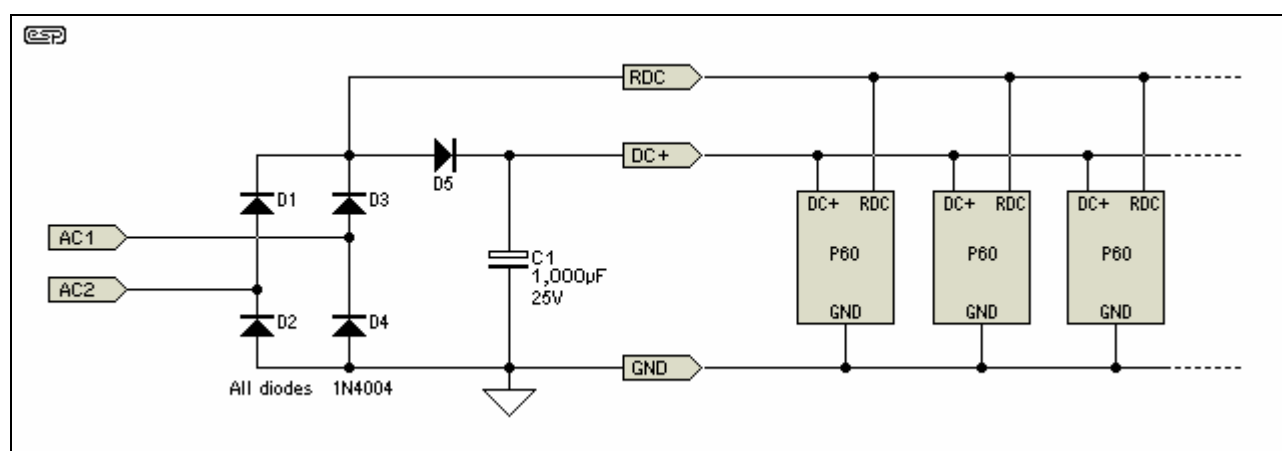 esp
RDC
DC+
D5
D1
D3
AC1
AC2
D2
D4
C1
1,000µF
25V
GND
All diodes 1N4004
DC+ RDC
P60
GND
DC+ RDC
P60
GND
DC+ RDC
P60
GND